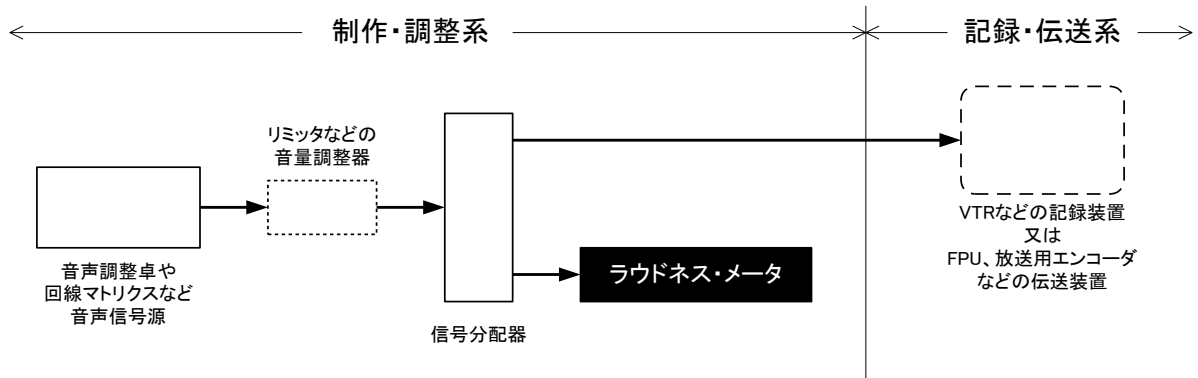 制作・調整系
記録・伝送系
リミッタなどの
音量調整器
音声調整卓や
回線マトリクスなど
音声信号源
信号分配器
ラウドネス・メータ
VTRなどの記録装置
又は
FPU、放送用エンコーダ
などの伝送装置